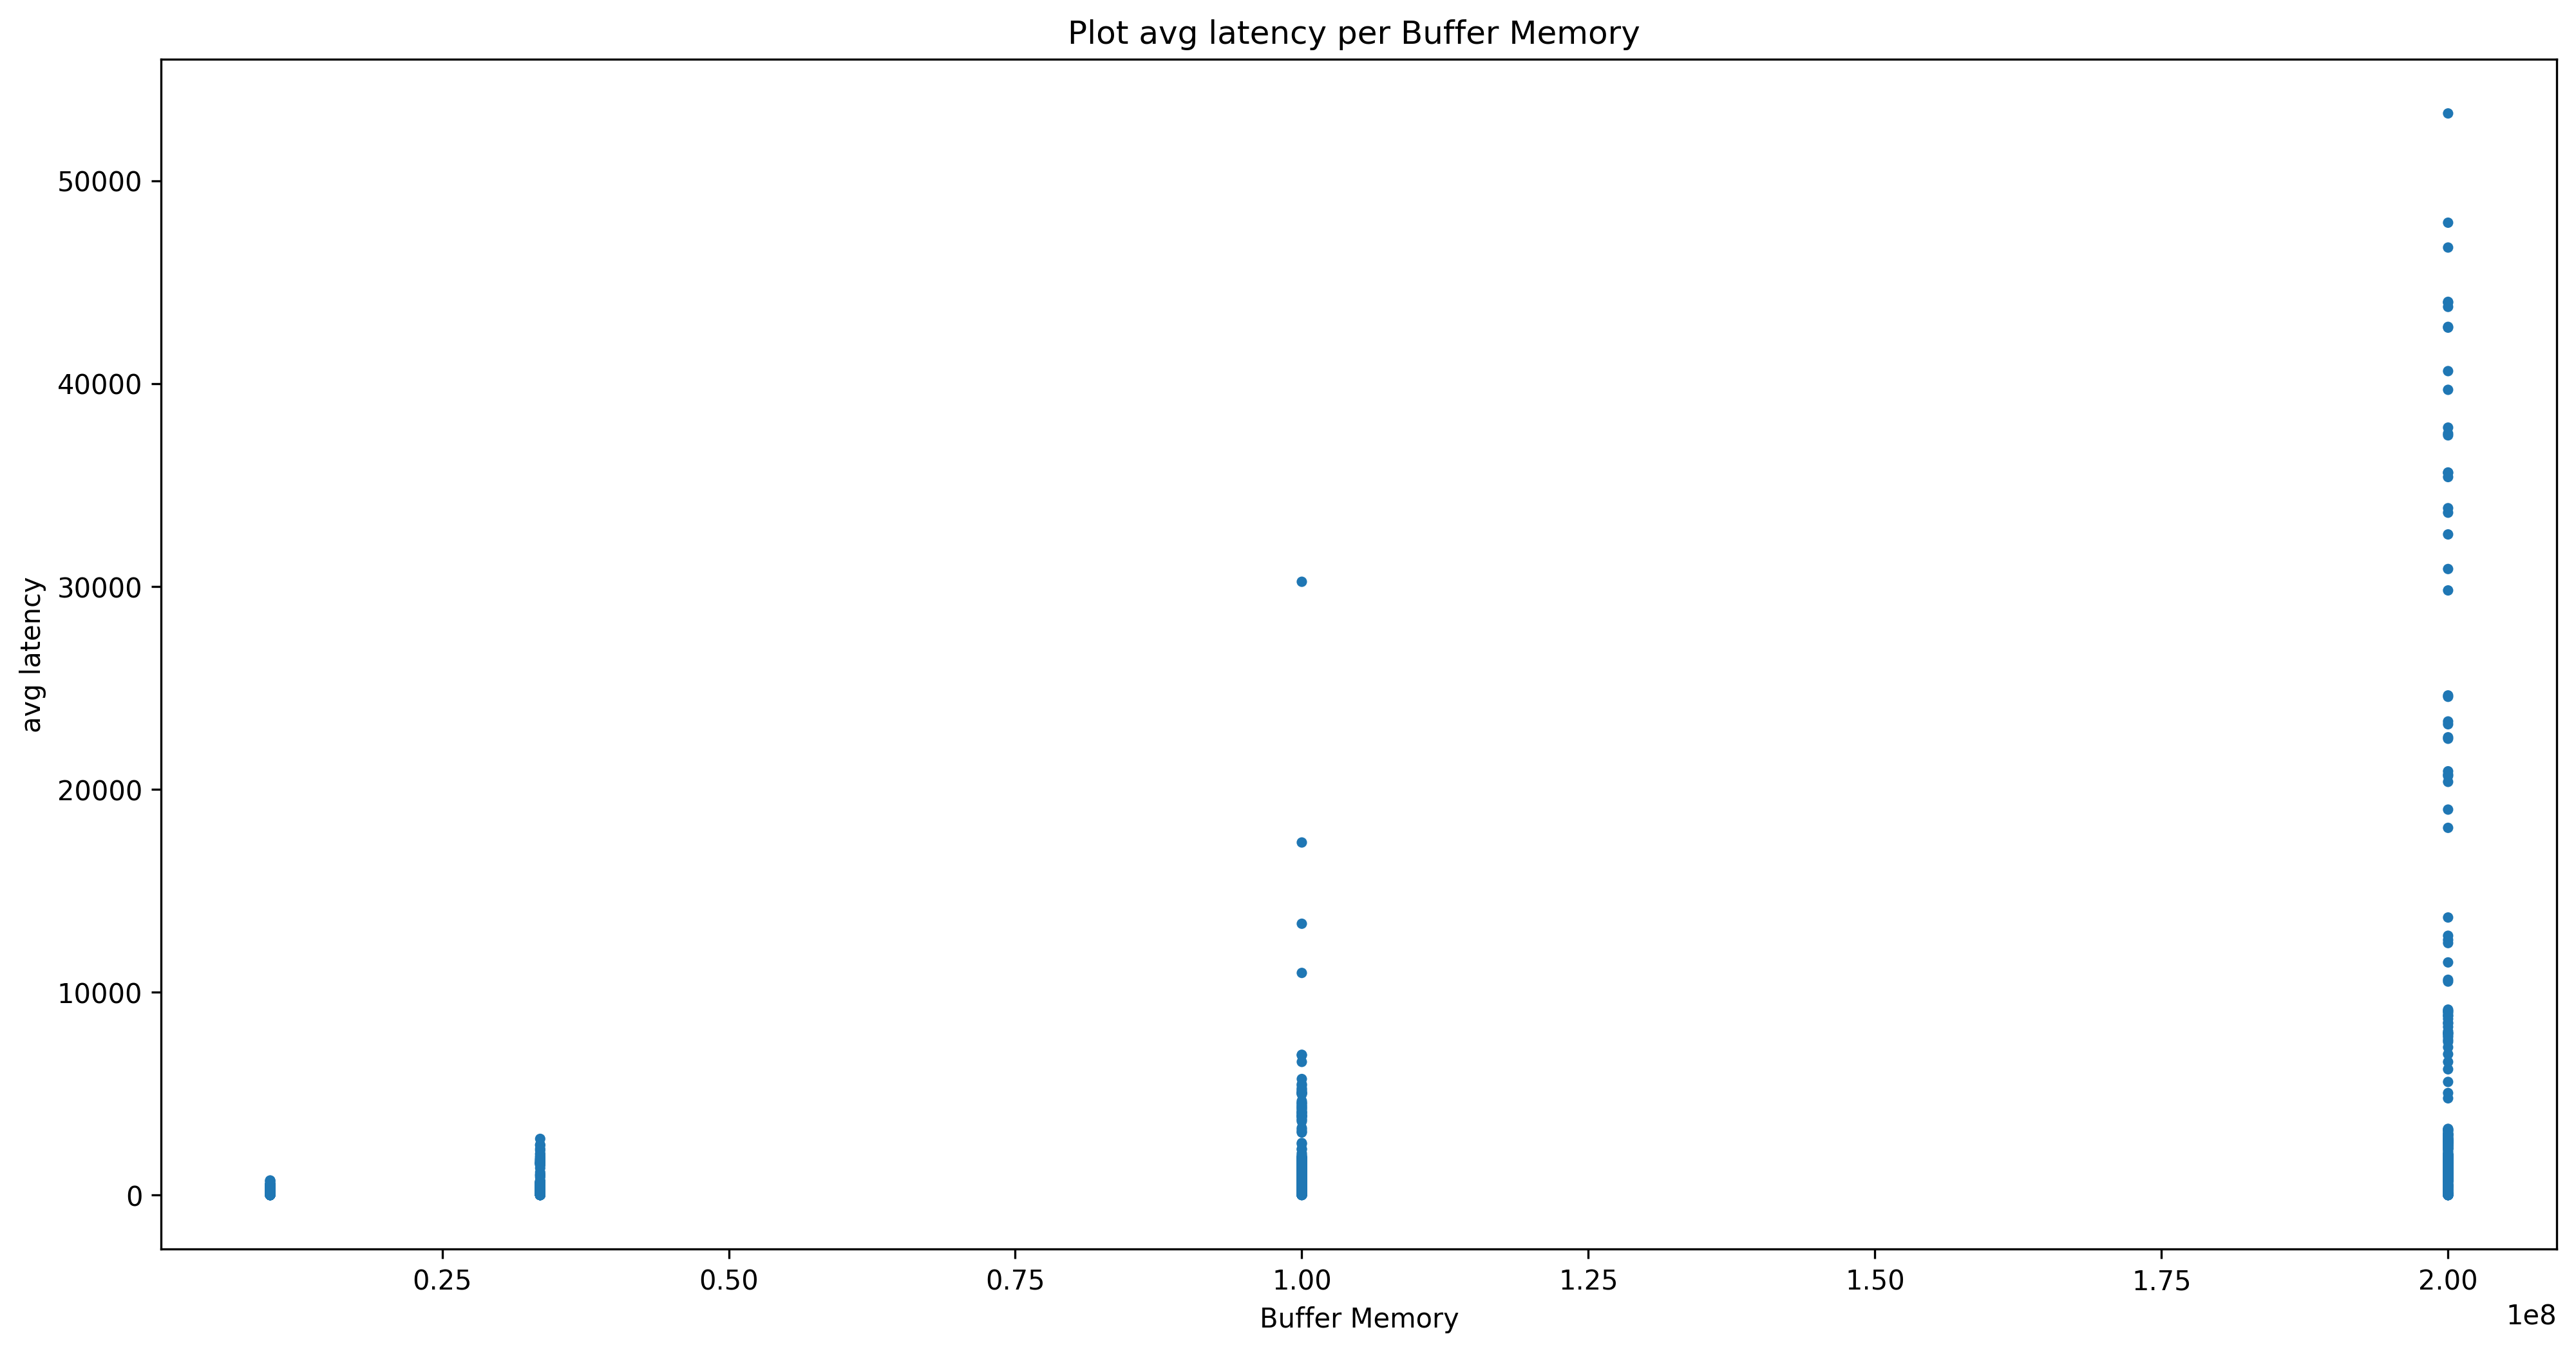 Plot avg latency per Buffer Memory
avg latency
50000
40000
30000
20000
10000
0
0.25 0.50 0.75 1.00 1.25 1.50 1.75 2.00
1e8
Buffer Memory